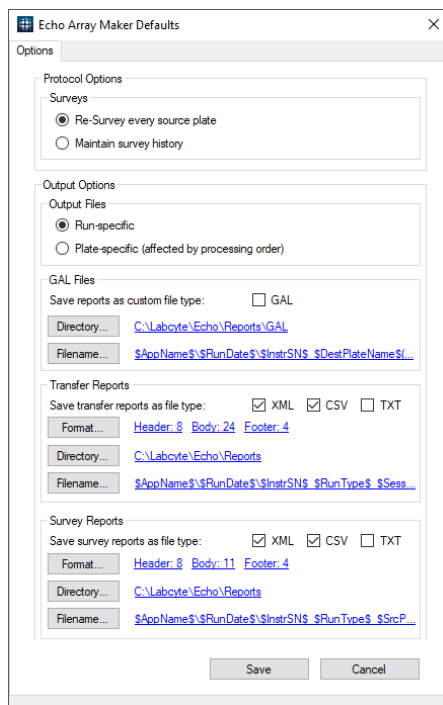 Echo Array Maker Defaults
Options
Protocol Options
Surveys
Re-Survey every source plate
Maintain survey history
Output Options
Output Files
Run-specific
Plate-specific (affected by processing order)
GAL Files
Save reports as custom file type: GAL
Directory... C:\Labcyte\Echo\Reports\GAL
Filename... $AppName$\$RunDate$\$InstrSN$_$DestPlateName$(...
Transfer Reports
Save transfer reports as file type: XML CSV TXT
Format... Header: 8 Body: 24 Footer: 4
Directory... C:\Labcyte\Echo\Reports
Filename... $AppName$\$RunDate$\$InstrSN$_$RunType$_$Sess...
Survey Reports
Save survey reports as file type: XML CSV TXT
Format... Header: 8 Body: 11 Footer: 4
Directory... C:\Labcyte\Echo\Reports
Filename... $AppName$\$RunDate$\$InstrSN$_$RunType$_$SrcP...
Save Cancel